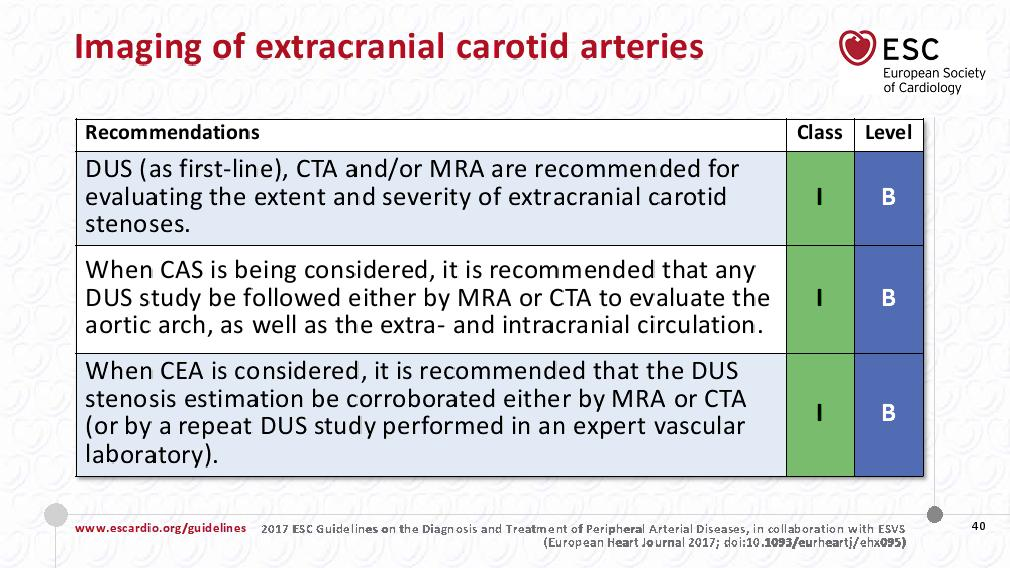 Imaging of extracranial carotid arteries
ESC
European Society
of Cardiology
Recommendations Class Level
DUS (as first-line), CTA and/or MRA are recommended for
evaluating the extent and severity of extracranial carotid
stenoses.
I B
When CAS is being considered, it is recommended that any
DUS study be followed either by MRA or CTA to evaluate the
aortic arch, as well as the extra- and intracranial circulation.
I B
When CEA is considered, it is recommended that the DUS
stenosis estimation be corroborated either by MRA or CTA
(or by a repeat DUS study performed in an expert vascular
laboratory).
I B
www.escardio.org/guidelines
2017 ESC Guidelines on the Diagnosis and Treatment of Peripheral Arterial Diseases, in collaboration with ESVS
(European Heart Journal 2017; doi:10.1093/eurheartj/ehx095)
40